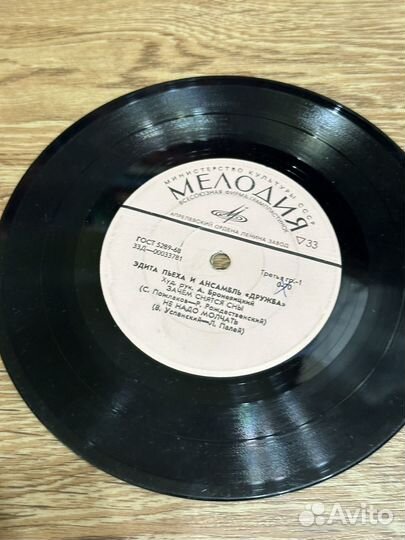 МИНИСТЕРСТВО КУЛЬТУРЫ СССР
МЕЛОДИЯ
ВСЕСОЮЗНАЯ ФИРМА ГРАМПЛАСТИНОК
АПРЕЛЕВСКИЙ ОРДЕНА ЛЕНИНА ЗАВОД
33
ГОСТ 5289-68
33Д—00033781
Третья гр.-1
ЭДИТА ПЬЕХА И АНСАМБЛЬ «ДРУЖБА»
Худ. рук. А. Броневицкий
ЗАЧЕМ СНЯТСЯ СНЫ
(С. Пожлаков—Р. Рождественский)
НЕ НАДО МОЛЧАТЬ
(В. Успенский—Л. Палей)
Avito